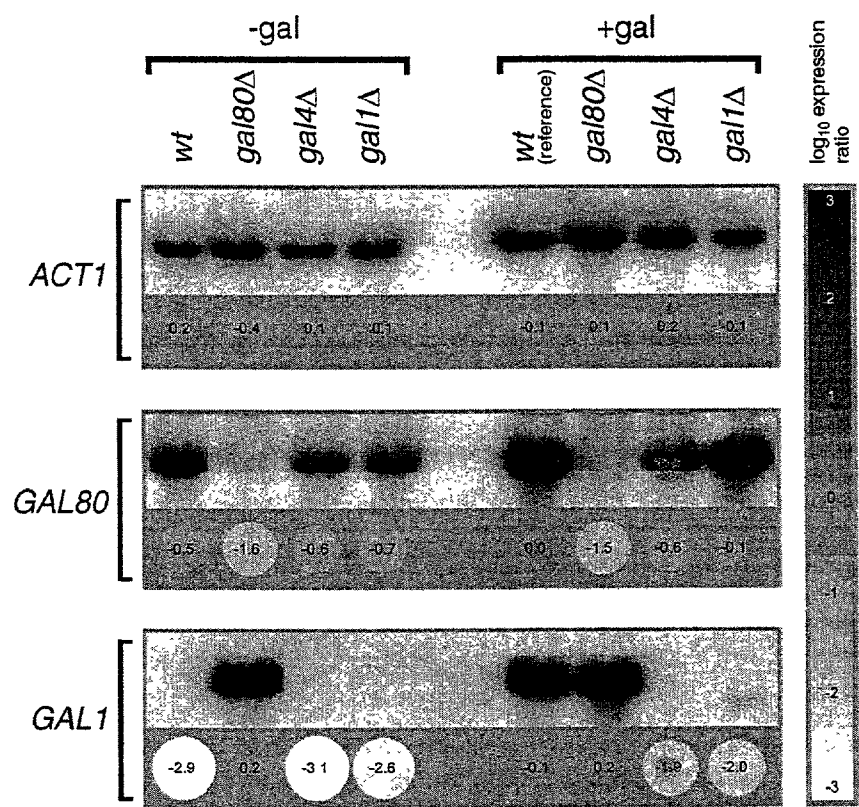 -gal +gal
wt gal80Δ gal4Δ gal1Δ wt (reference) gal80Δ gal4Δ gal1Δ
log10 expression ratio
ACT1
0.2 -0.4 0.1 -0.1 -0.1 0.1 0.2 -0.1
GAL80
-0.5 -1.6 -0.6 -0.7 0.0 -1.5 -0.6 -0.1
GAL1
-2.9 0.2 -3.1 -2.6 -0.1 0.2 -1.9 -2.0
3
2
1
0
-1
-2
-3